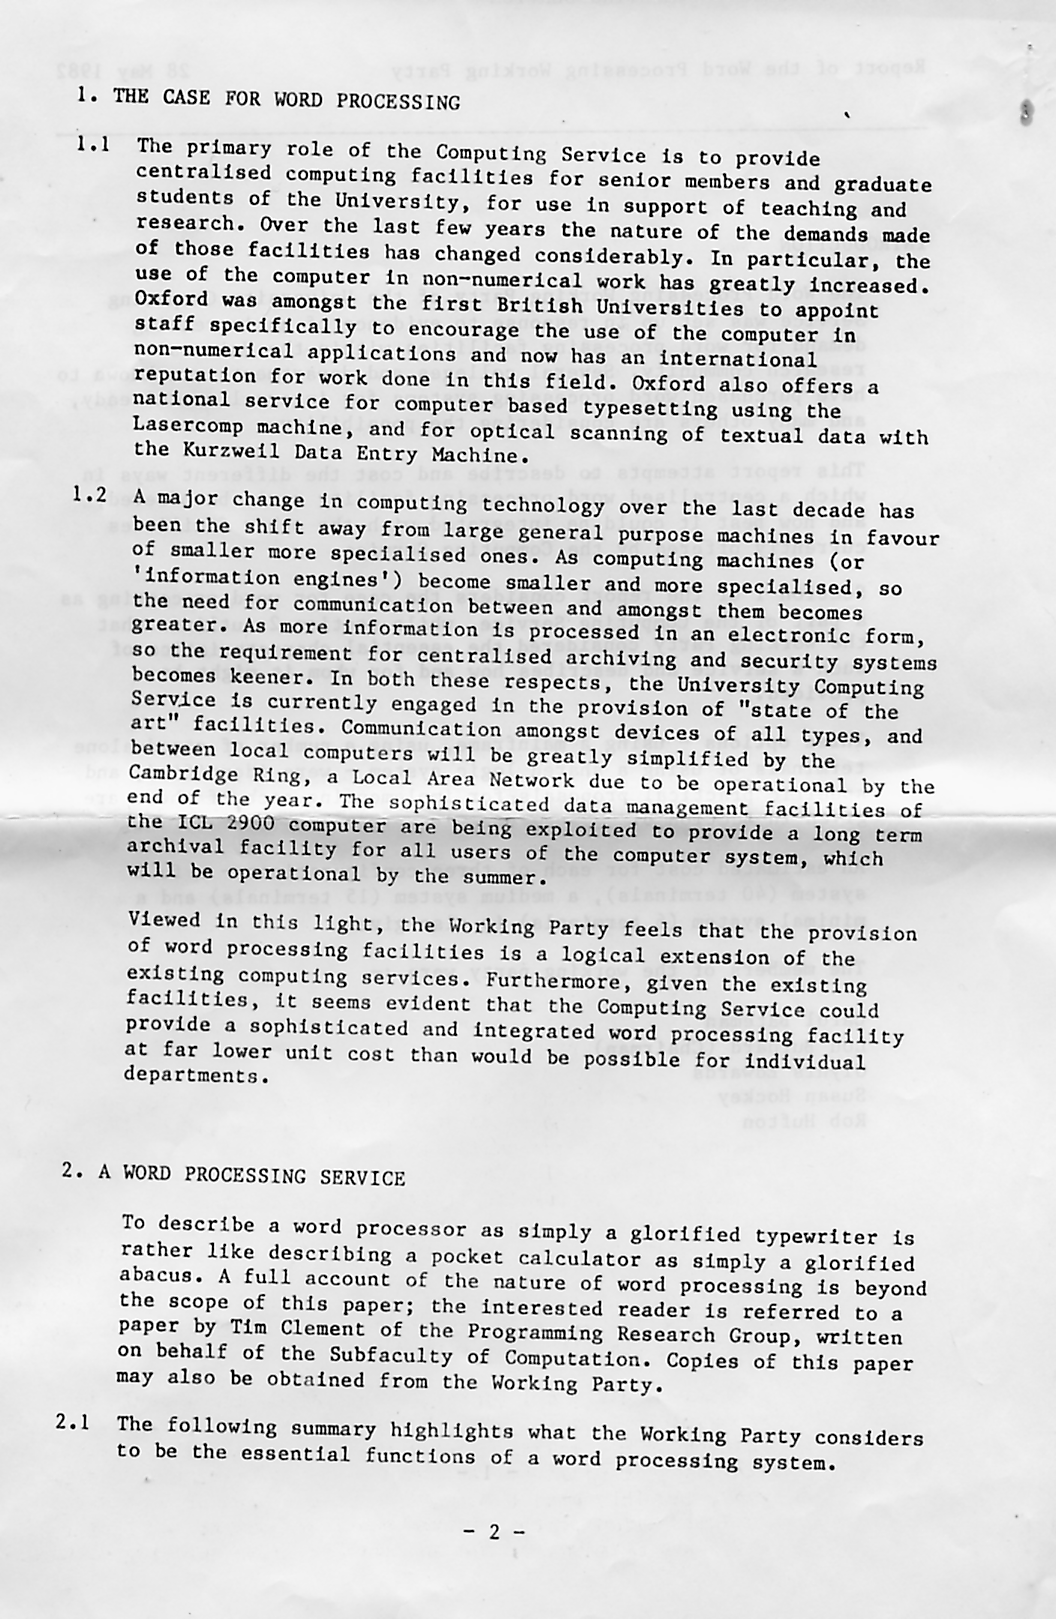 1. THE CASE FOR WORD PROCESSING
1.1 The primary role of the Computing Service is to provide
centralised computing facilities for senior members and graduate
students of the University, for use in support of teaching and
research. Over the last few years the nature of the demands made
of those facilities has changed considerably. In particular, the
use of the computer in non-numerical work has greatly increased.
Oxford was amongst the first British Universities to appoint
staff specifically to encourage the use of the computer in
non-numerical applications and now has an international
reputation for work done in this field. Oxford also offers a
national service for computer based typesetting using the
Lasercomp machine, and for optical scanning of textual data with
the Kurzweil Data Entry Machine.
1.2 A major change in computing technology over the last decade has
been the shift away from large general purpose machines in favour
of smaller more specialised ones. As computing machines (or
'information engines') become smaller and more specialised, so
the need for communication between and amongst them becomes
greater. As more information is processed in an electronic form,
so the requirement for centralised archiving and security systems
becomes keener. In both these respects, the University Computing
Service is currently engaged in the provision of "state of the
art" facilities. Communication amongst devices of all types, and
between local computers will be greatly simplified by the
Cambridge Ring, a Local Area Network due to be operational by the
end of the year. The sophisticated data management facilities of
the ICL 2900 computer are being exploited to provide a long term
archival facility for all users of the computer system, which
will be operational by the summer.
Viewed in this light, the Working Party feels that the provision
of word processing facilities is a logical extension of the
existing computing services. Furthermore, given the existing
facilities, it seems evident that the Computing Service could
provide a sophisticated and integrated word processing facility
at far lower unit cost than would be possible for individual
departments.
2. A WORD PROCESSING SERVICE
To describe a word processor as simply a glorified typewriter is
rather like describing a pocket calculator as simply a glorified
abacus. A full account of the nature of word processing is beyond
the scope of this paper; the interested reader is referred to a
paper by Tim Clement of the Programming Research Group, written
on behalf of the Subfaculty of Computation. Copies of this paper
may also be obtained from the Working Party.
2.1 The following summary highlights what the Working Party considers
to be the essential functions of a word processing system.
- 2 -